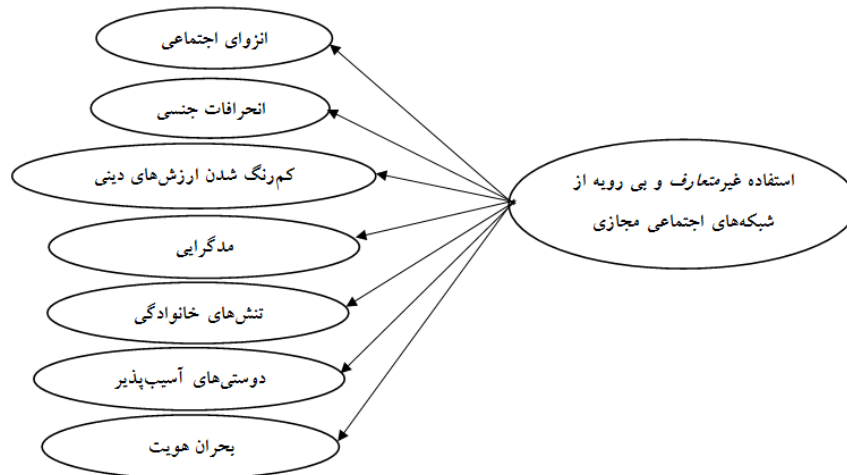 انزوای اجتماعی
انحرافات جنسی
کم‌رنگ شدن ارزش‌های دینی
مدگرایی
تنش‌های خانوادگی
دوستی‌های آسیب‌پذیر
بحران هویت
استفاده غیرمتعارف و بی رویه از
شبکه‌های اجتماعی مجازی